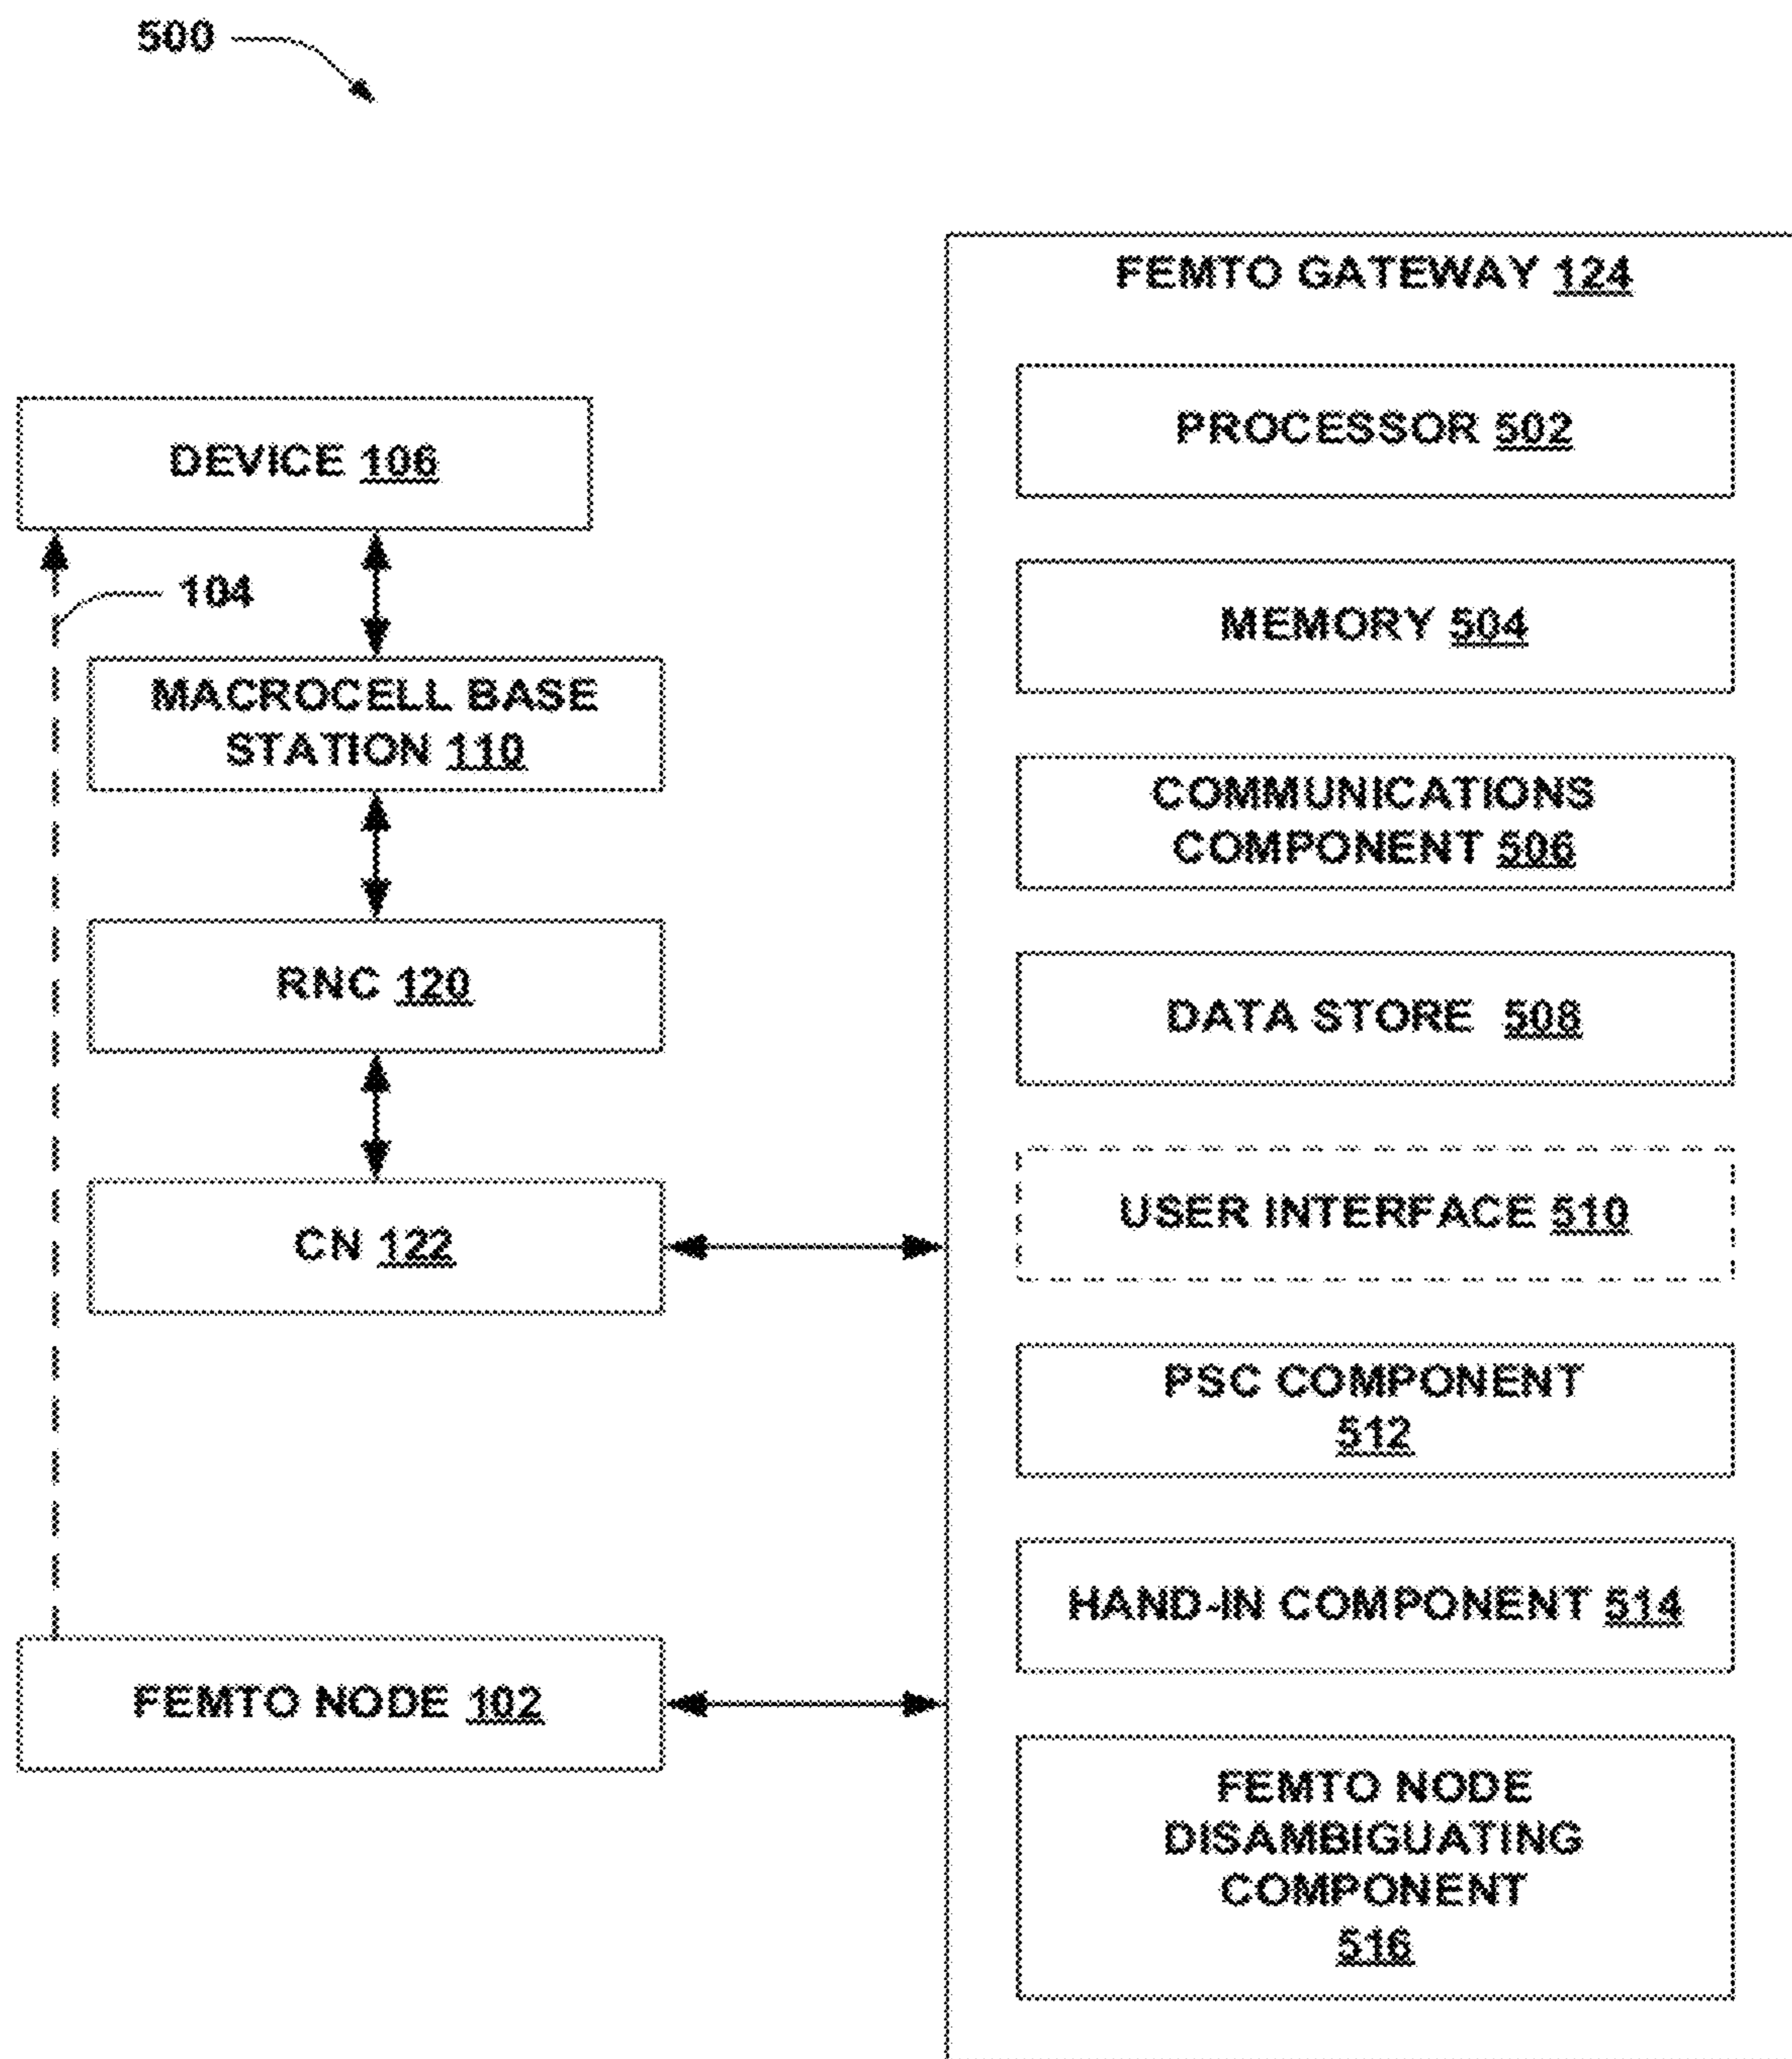 500
DEVICE 106
104
MACROCELL BASE
STATION 110
RNC 120
CN 122
FEMTO NODE 102
FEMTO GATEWAY 124
PROCESSOR 502
MEMORY 504
COMMUNICATIONS
COMPONENT 506
DATA STORE 508
USER INTERFACE 510
PSC COMPONENT
512
HAND-IN COMPONENT 514
FEMTO NODE
DISAMBIGUATING
COMPONENT
516